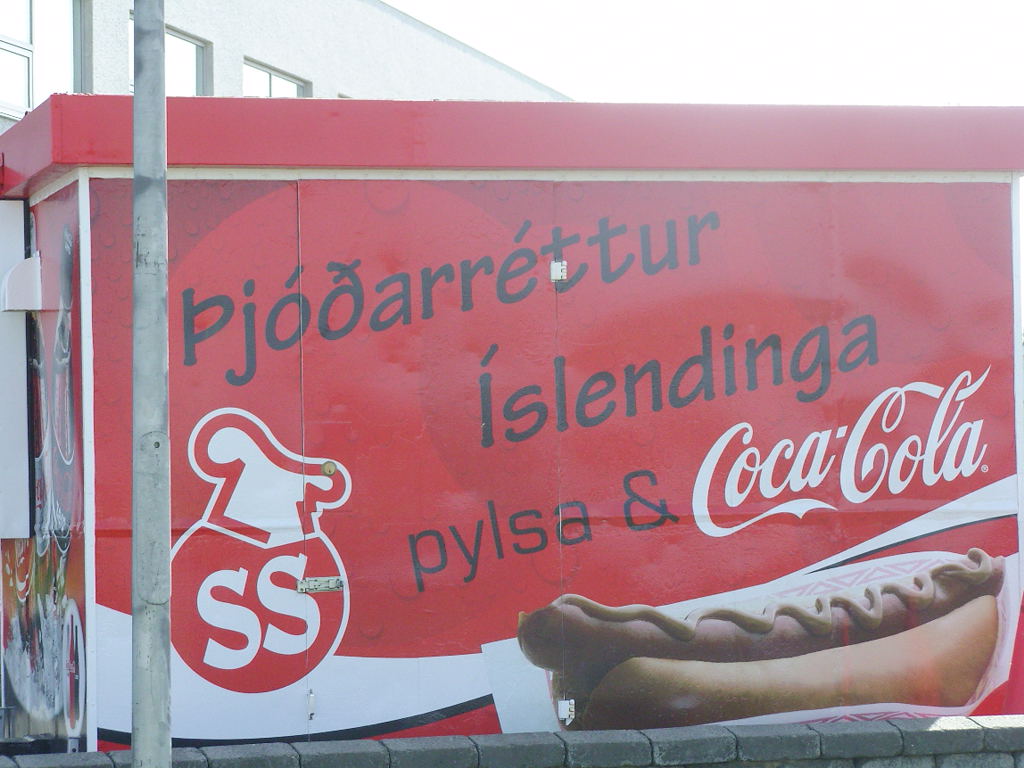 Þjóðarréttur
Íslendinga
pylsa & Coca-Cola
SS